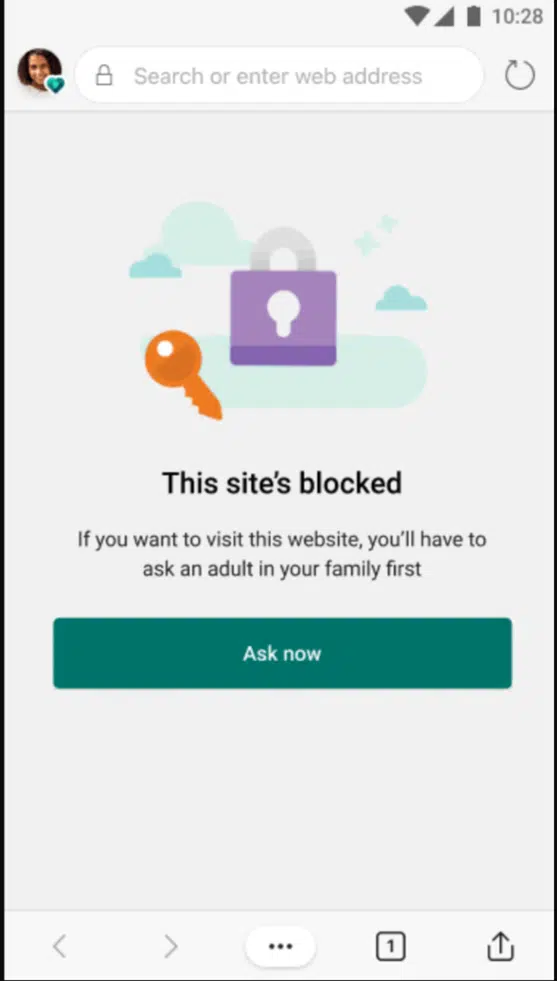 10:28
Search or enter web address
This site’s blocked
If you want to visit this website, you’ll have to
ask an adult in your family first
Ask now
1